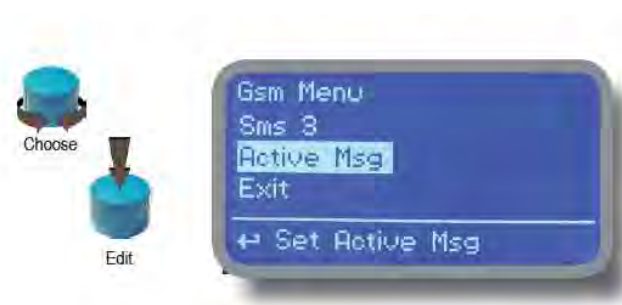 Choose
Edit
Gsm Menu
Sms 3
Active Msg
Exit
↵ Set Active Msg